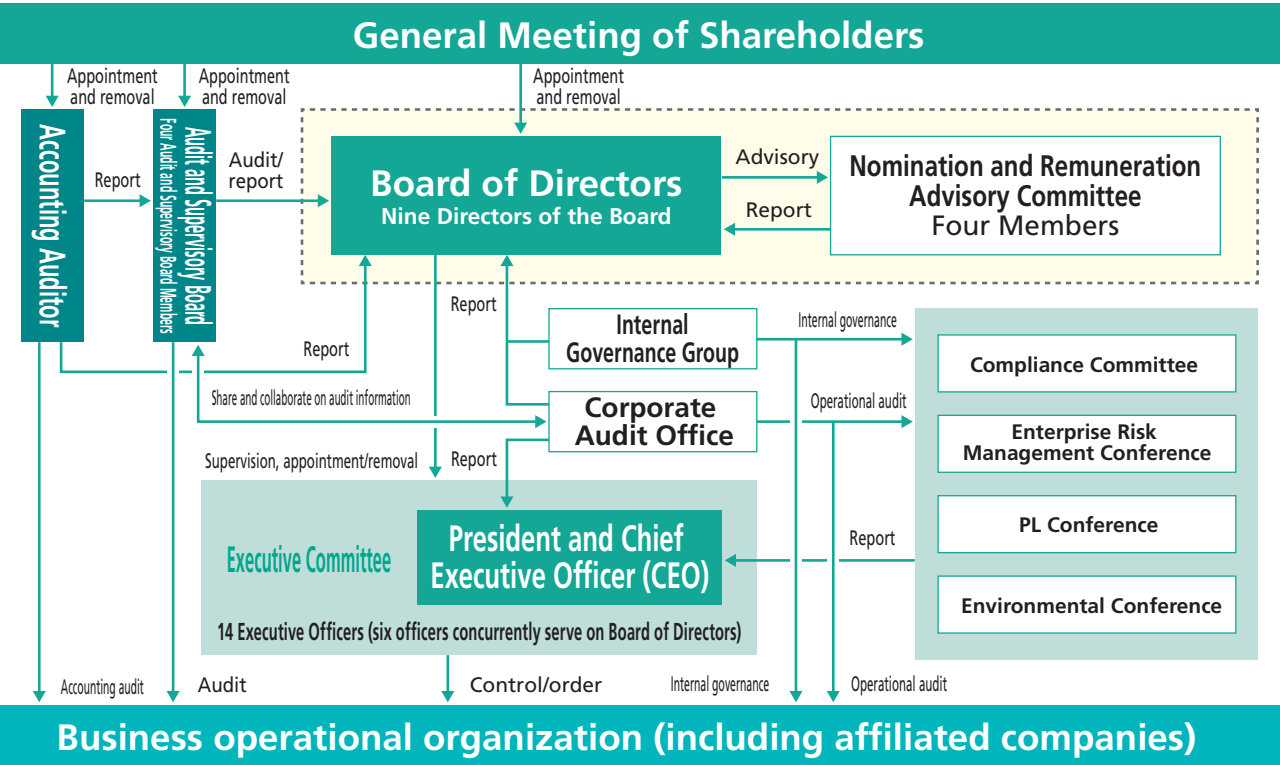 General Meeting of Shareholders
Appointment
and removal
Appointment
and removal
Appointment
and removal
Accounting Auditor
Report
Audit and Supervisory Board
Four Audit and Supervisory Board Members
Audit/
report
Board of Directors
Nine Directors of the Board
Advisory
Report
Nomination and Remuneration
Advisory Committee
Four Members
Report
Report
Internal
Governance Group
Internal governance
Share and collaborate on audit information
Corporate
Audit Office
Operational audit
Compliance Committee
Enterprise Risk
Management Conference
PL Conference
Environmental Conference
Supervision, appointment/removal
Report
Executive Committee
President and Chief
Executive Officer (CEO)
Report
14 Executive Officers (six officers concurrently serve on Board of Directors)
Accounting audit
Audit
Control/order
Internal governance
Operational audit
Business operational organization (including affiliated companies)